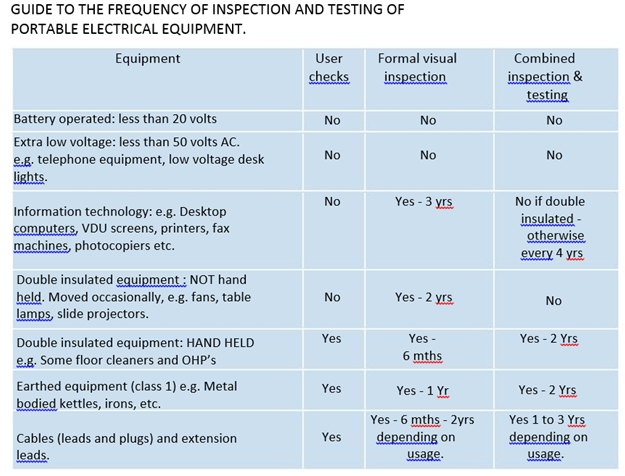 GUIDE TO THE FREQUENCY OF INSPECTION AND TESTING OF
PORTABLE ELECTRICAL EQUIPMENT.
Equipment
User
checks
Formal visual
inspection
Combined
inspection &
testing
Battery operated: less than 20 volts
No
No
No
Extra low voltage: less than 50 volts AC.
e.g. telephone equipment, low voltage desk
lights.
No
No
No
Information technology: e.g. Desktop
computers, VDU screens, printers, fax
machines, photocopiers etc.
No
Yes - 3 yrs
No if double
insulated -
otherwise
every 4 yrs
Double insulated equipment : NOT hand
held. Moved occasionally, e.g. fans, table
lamps, slide projectors.
No
Yes - 2 yrs
No
Double insulated equipment: HAND HELD
e.g. Some floor cleaners and OHP's
Yes
Yes -
6 mths
Yes - 2 Yrs
Earthed equipment (class 1) e.g. Metal
bodied kettles, irons, etc.
Yes
Yes - 1 Yr
Yes - 2 Yrs
Cables (leads and plugs) and extension
leads.
Yes
Yes - 6 mths - 2yrs
depending on
usage.
Yes 1 to 3 Yrs
depending on
usage.